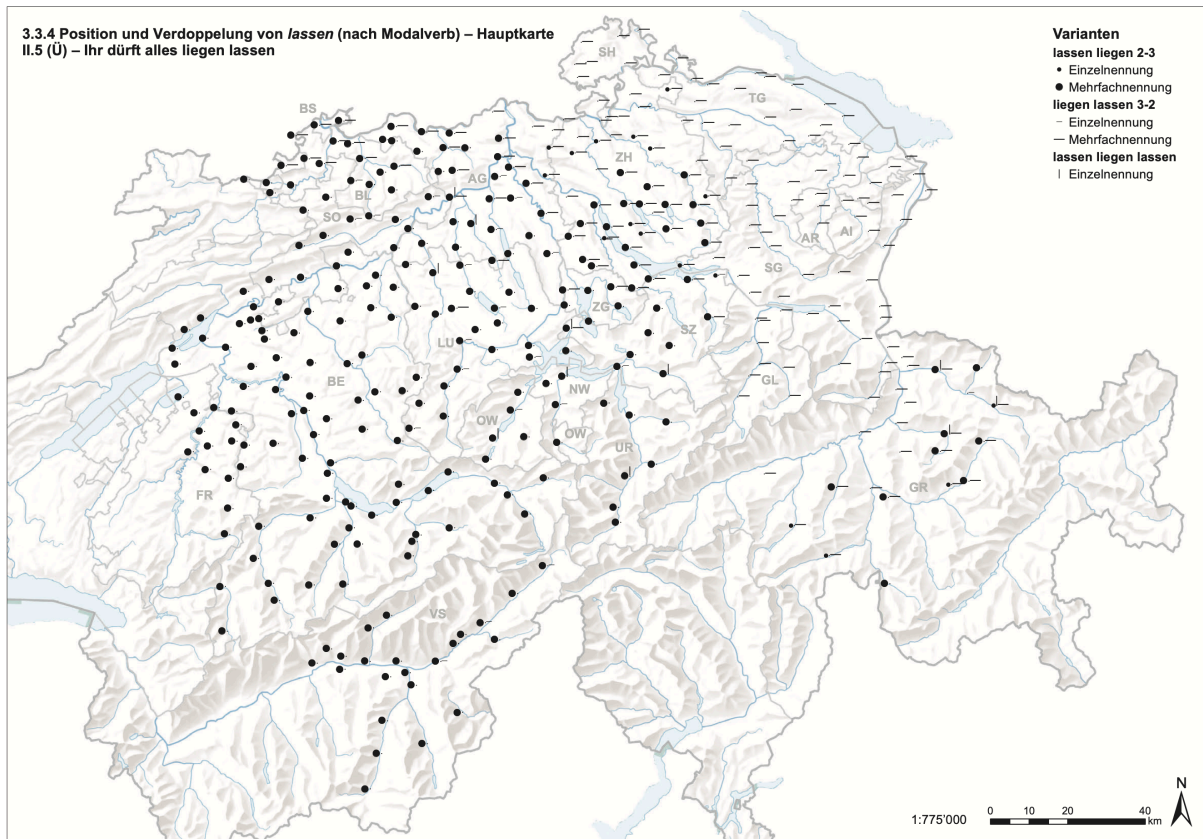 3.3.4 Position und Verdoppelung von lassen (nach Modalverb) – Hauptkarte
II.5 (Ü) – Ihr dürft alles liegen lassen
Varianten
lassen liegen 2-3
Einzelnennung
Mehrfachnennung
liegen lassen 3-2
Einzelnennung
Mehrfachnennung
lassen liegen lassen
Einzelnennung
SH
BS
TG
ZH
AG
BL
SO
AR
AI
SG
ZG
SZ
LU
BE
GL
NW
OW
OW
UR
FR
GR
VS
N
1:775'000
0 10 20 40
km